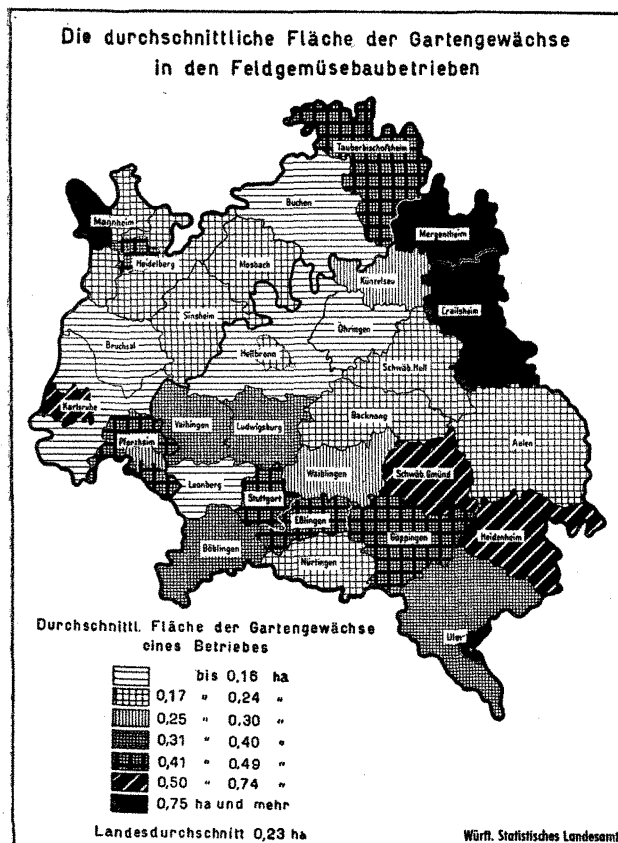 Die durchschnittliche Fläche der Gartengewächse
in den Feldgemüsebaubetrieben
Tauberbischofsheim
Buchen
Mannheim
Mergentheim
Heidelberg
Mosbach
Künzelsau
Crailsheim
Sinsheim
Öhringen
Bruchsal
Heilbronn
Schwäb. Hall
Karlsruhe
Backnang
Vaihingen
Ludwigsburg
Aalen
Pforzheim
Waiblingen
Schwäb. Gmünd
Leonberg
Stuttgart
Eßlingen
Göppingen
Heidenheim
Böblingen
Nürtingen
Ulm
Durchschnittl. Fläche der Gartengewächse
eines Betriebes
bis 0,16 ha
0,17 " 0,24 "
0,25 " 0,30 "
0,31 " 0,40 "
0,41 " 0,49 "
0,50 " 0,74 "
0,75 ha und mehr
Landesdurchschnitt 0,23 ha
Württ. Statistisches Landesamt